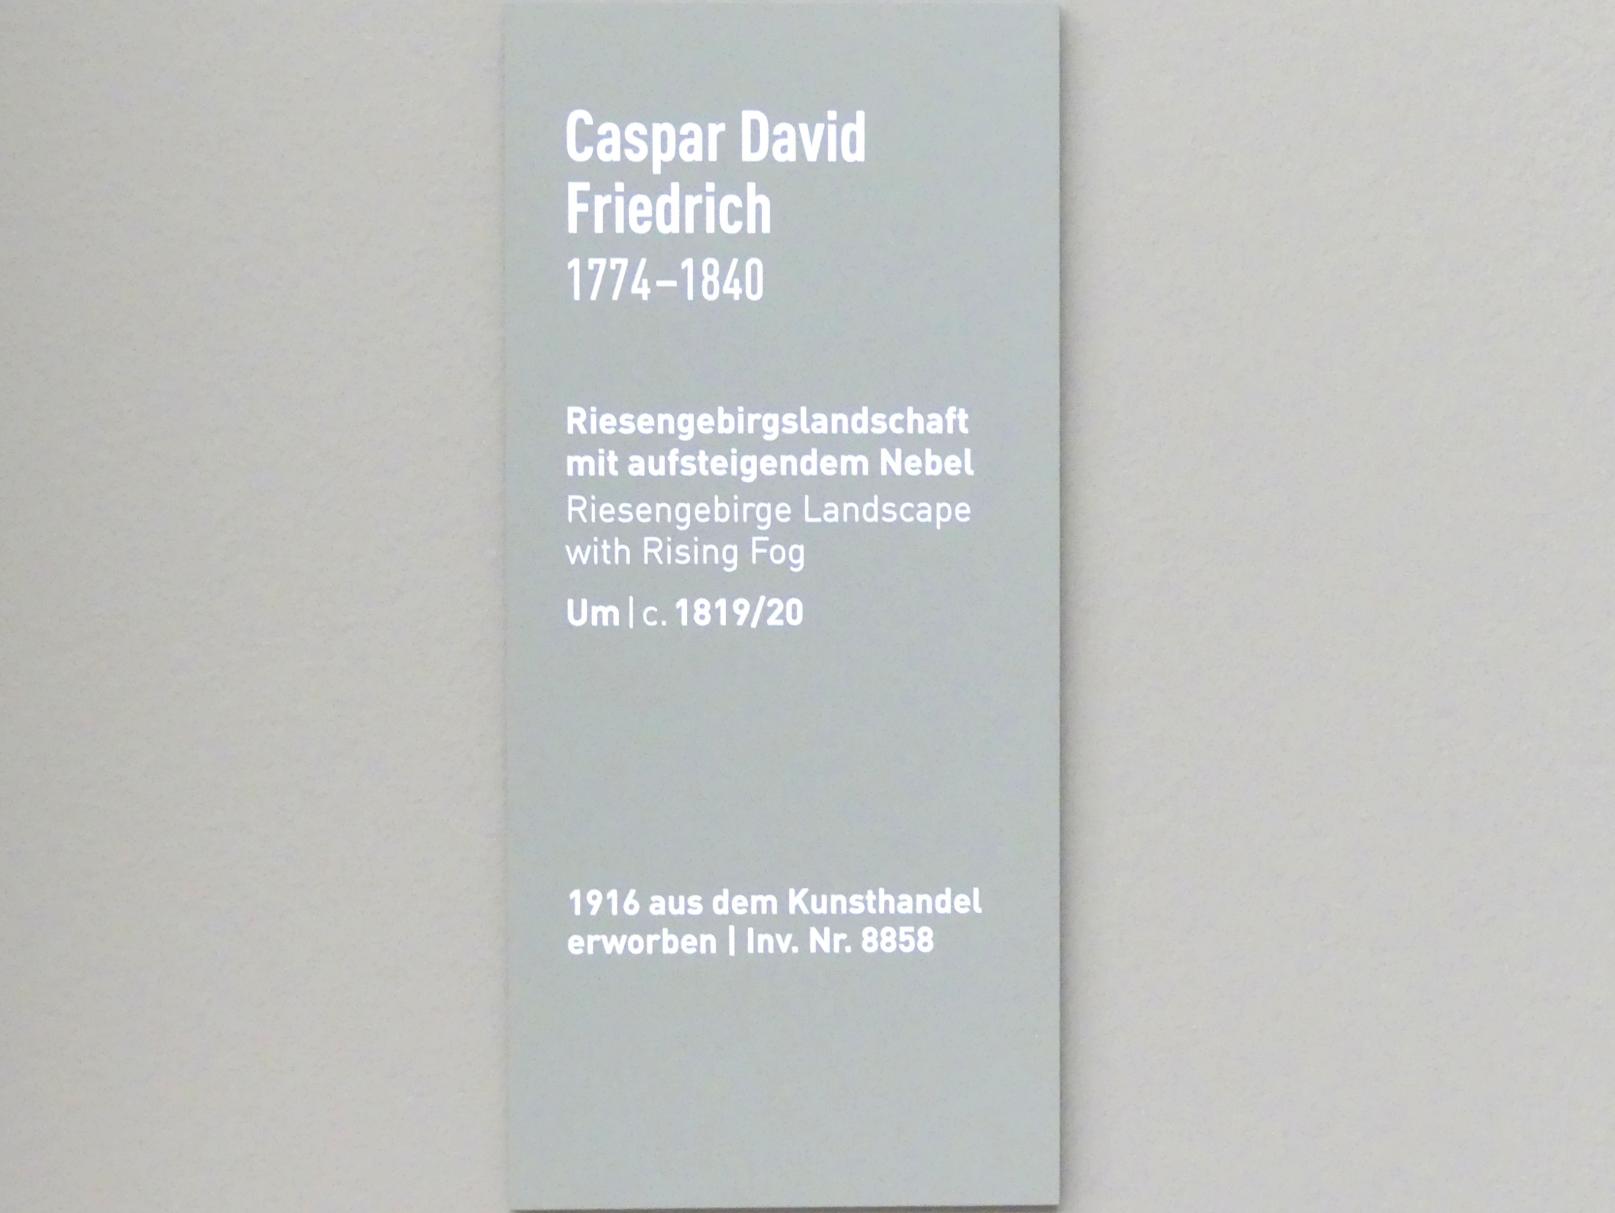 Caspar David
Friedrich
1774–1840
Riesengebirgslandschaft
mit aufsteigendem Nebel
Riesengebirge Landscape
with Rising Fog
Um | c. 1819/20
1916 aus dem Kunsthandel
erworben | Inv. Nr. 8858